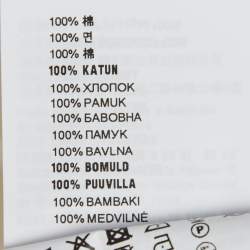 100% 棉
100% 면
100% 棉
100% KATUN
100% ХЛОПОК
100% PAMUK
100% БАВОВНА
100% ПАМУК
100% BAVLNA
100% BOMULD
100% PUUVILLA
100% BAMBAKI
100% MEDVILNĖ